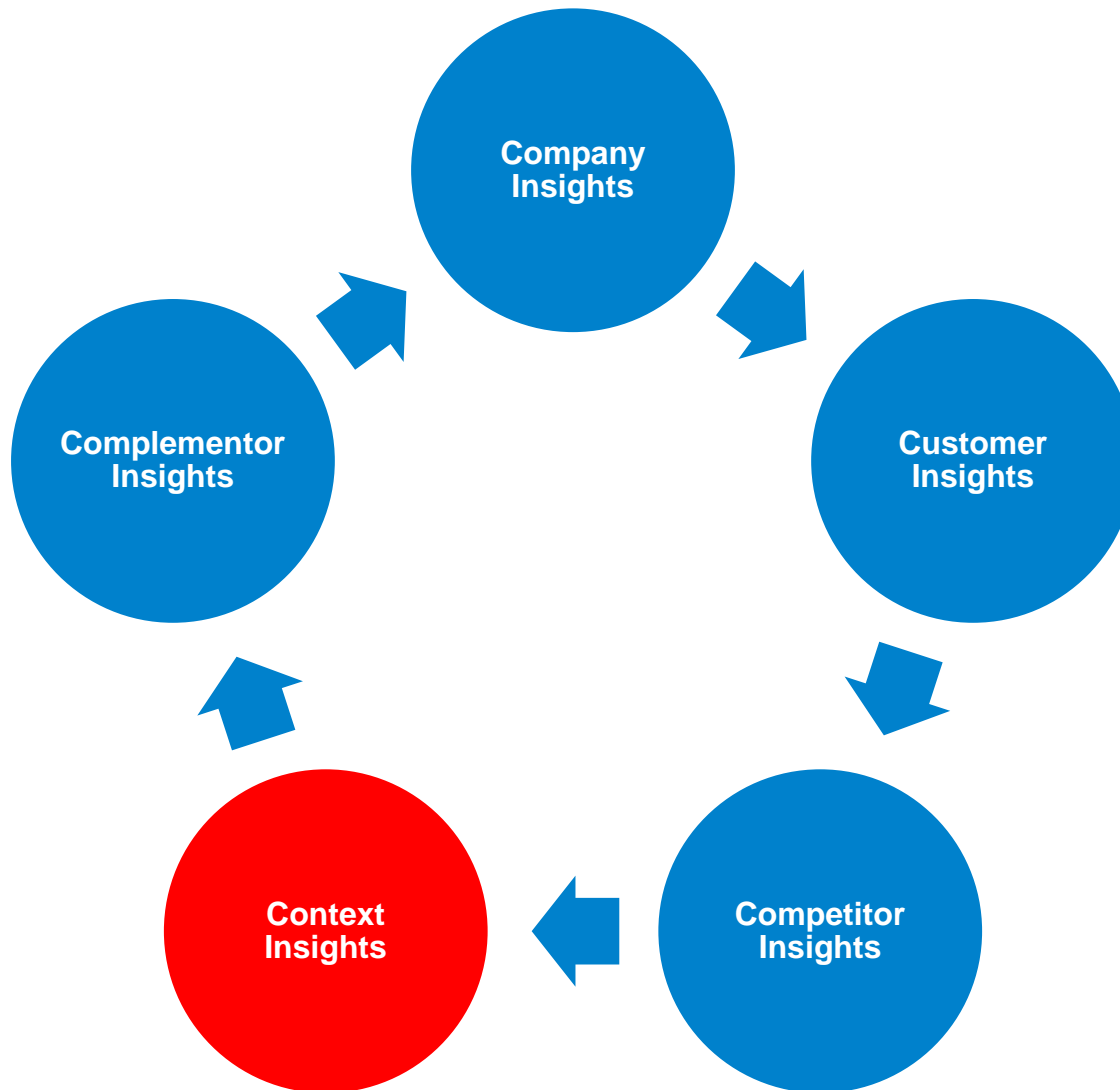 Company
Insights
Customer
Insights
Competitor
Insights
Context
Insights
Complementor
Insights